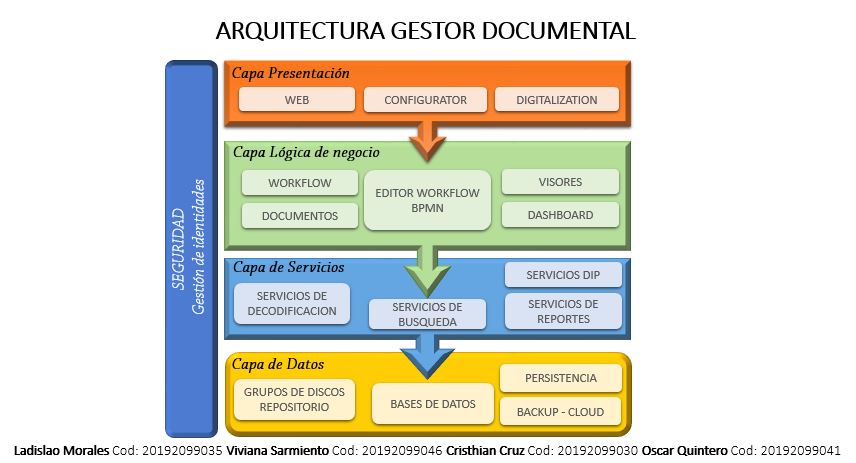 ARQUITECTURA GESTOR DOCUMENTAL
SEGURIDAD
Gestión de identidades
Capa Presentación
WEB
CONFIGURATOR
DIGITALIZATION
Capa Lógica de negocio
WORKFLOW
DOCUMENTOS
EDITOR WORKFLOW
BPMN
VISORES
DASHBOARD
Capa de Servicios
SERVICIOS DE
DECODIFICACION
SERVICIOS DE
BUSQUEDA
SERVICIOS DIP
SERVICIOS DE
REPORTES
Capa de Datos
GRUPOS DE DISCOS
REPOSITORIO
BASES DE DATOS
PERSISTENCIA
BACKUP - CLOUD
Ladislao Morales Cod: 20192099035 Viviana Sarmiento Cod: 20192099046 Cristhian Cruz Cod: 20192099030 Oscar Quintero Cod: 20192099041